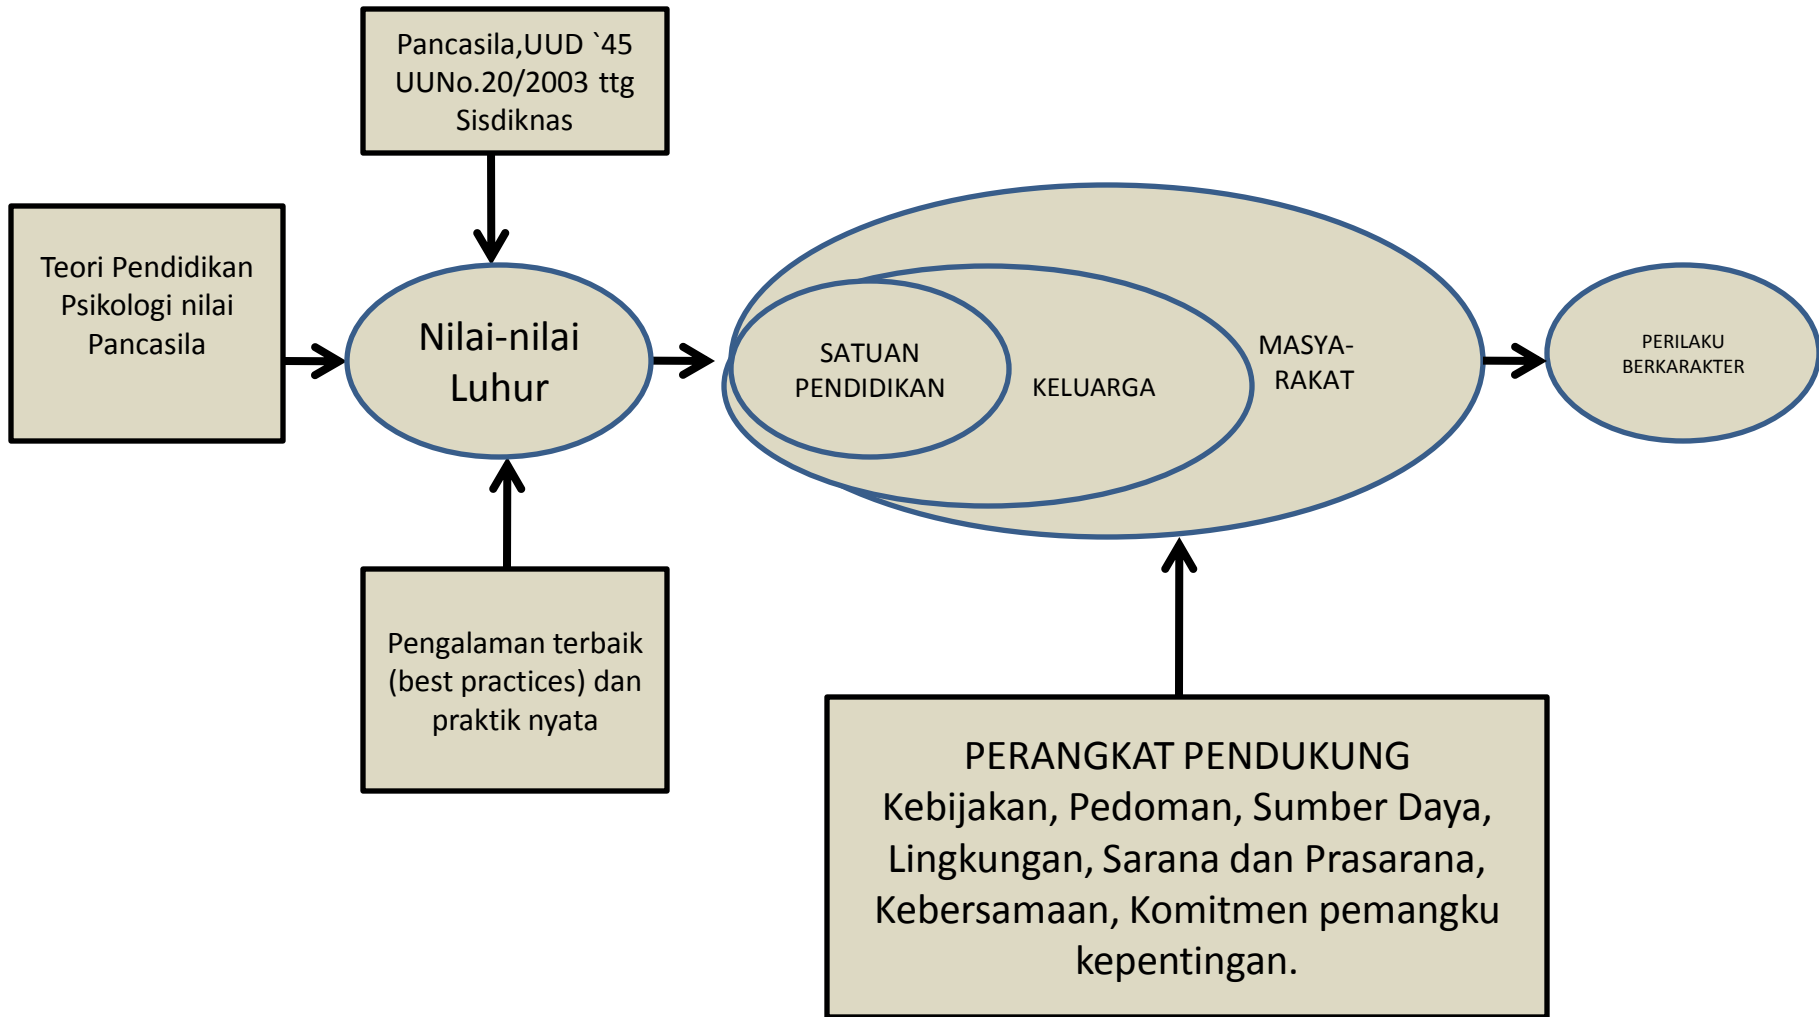 Pancasila,UUD `45
UUNo.20/2003 ttg
Sisdiknas
Teori Pendidikan
Psikologi nilai
Pancasila
Nilai-nilai
Luhur
SATUAN
PENDIDIKAN
KELUARGA
MASYA-
RAKAT
PERILAKU
BERKARAKTER
Pengalaman terbaik
(best practices) dan
praktik nyata
PERANGKAT PENDUKUNG
Kebijakan, Pedoman, Sumber Daya,
Lingkungan, Sarana dan Prasarana,
Kebersamaan, Komitmen pemangku
kepentingan.